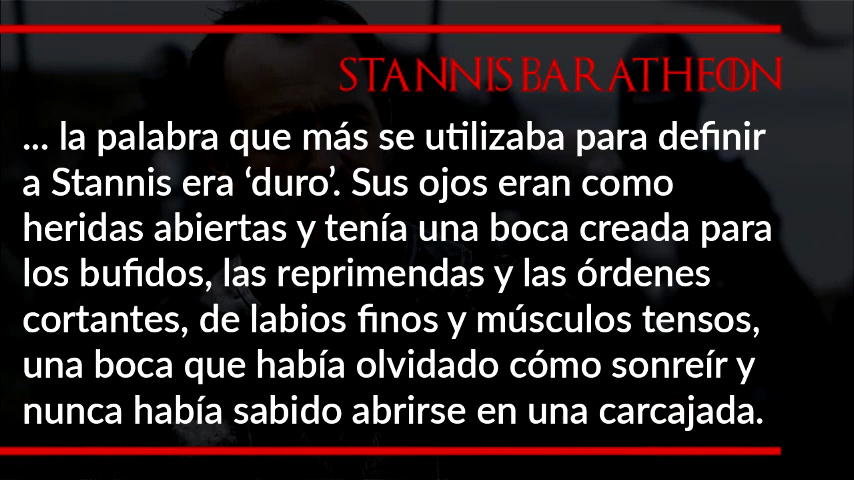 STANNIS BARATHEON
... la palabra que más se utilizaba para definir
a Stannis era ‘duro’. Sus ojos eran como
heridas abiertas y tenía una boca creada para
los bufidos, las reprimendas y las órdenes
cortantes, de labios finos y músculos tensos,
una boca que había olvidado cómo sonreír y
nunca había sabido abrirse en una carcajada.